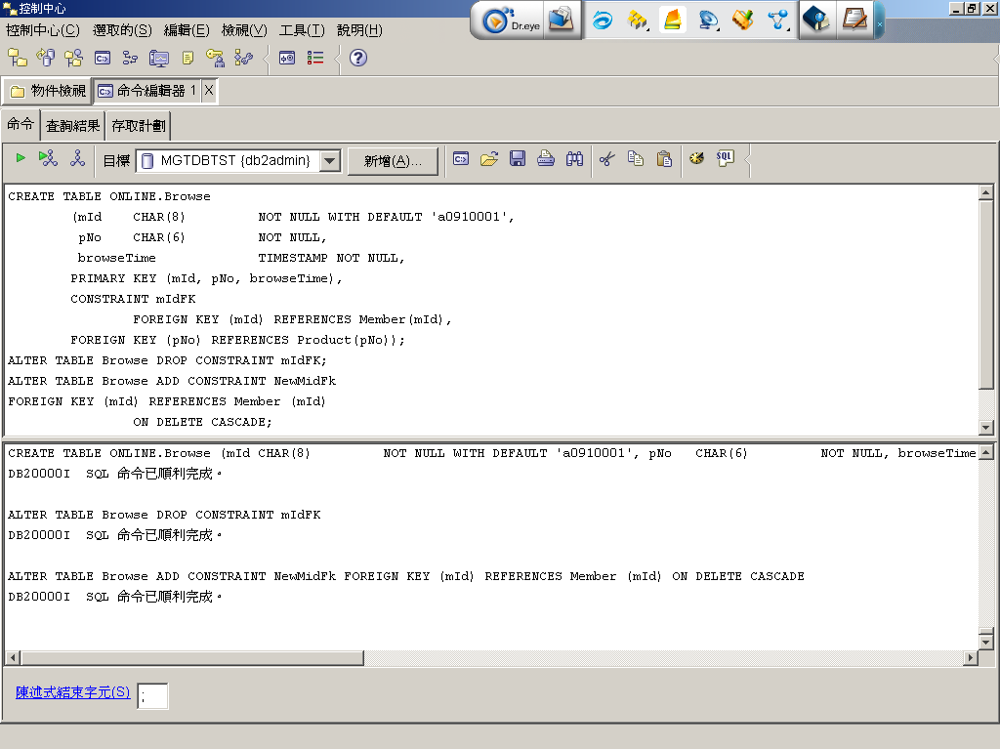 控制中心
控制中心(C) 選取的(S) 編輯(E) 檢視(V) 工具(T) 說明(H)
Dr.eye
物件檢視 命令編輯器 1 X
命令 查詢結果 存取計劃
目標 MGTDBTST {db2admin} 新增(A)... SQL
CREATE TABLE ONLINE.Browse
(mId CHAR(8) NOT NULL WITH DEFAULT 'a0910001',
pNo CHAR(6) NOT NULL,
browseTime TIMESTAMP NOT NULL,
PRIMARY KEY (mId, pNo, browseTime),
CONSTRAINT mIdFK
FOREIGN KEY (mId) REFERENCES Member(mId),
FOREIGN KEY (pNo) REFERENCES Product(pNo));
ALTER TABLE Browse DROP CONSTRAINT mIdFK;
ALTER TABLE Browse ADD CONSTRAINT NewMidFk
FOREIGN KEY (mId) REFERENCES Member (mId)
ON DELETE CASCADE;
CREATE TABLE ONLINE.Browse (mId CHAR(8) NOT NULL WITH DEFAULT 'a0910001', pNo CHAR(6) NOT NULL, browseTime
DB20000I SQL 命令已順利完成。
ALTER TABLE Browse DROP CONSTRAINT mIdFK
DB20000I SQL 命令已順利完成。
ALTER TABLE Browse ADD CONSTRAINT NewMidFk FOREIGN KEY (mId) REFERENCES Member (mId) ON DELETE CASCADE
DB20000I SQL 命令已順利完成。
陳述式結束字元(S) ;